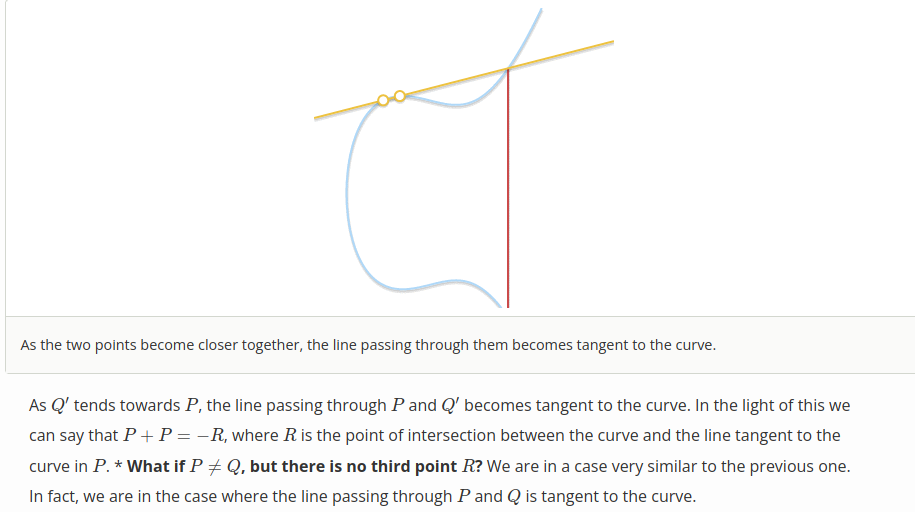 As the two points become closer together, the line passing through them becomes tangent to the curve.
As Q′ tends towards P, the line passing through P and Q′ becomes tangent to the curve. In the light of this we
can say that P + P = −R, where R is the point of intersection between the curve and the line tangent to the
curve in P. * What if P ≠ Q, but there is no third point R? We are in a case very similar to the previous one.
In fact, we are in the case where the line passing through P and Q is tangent to the curve.